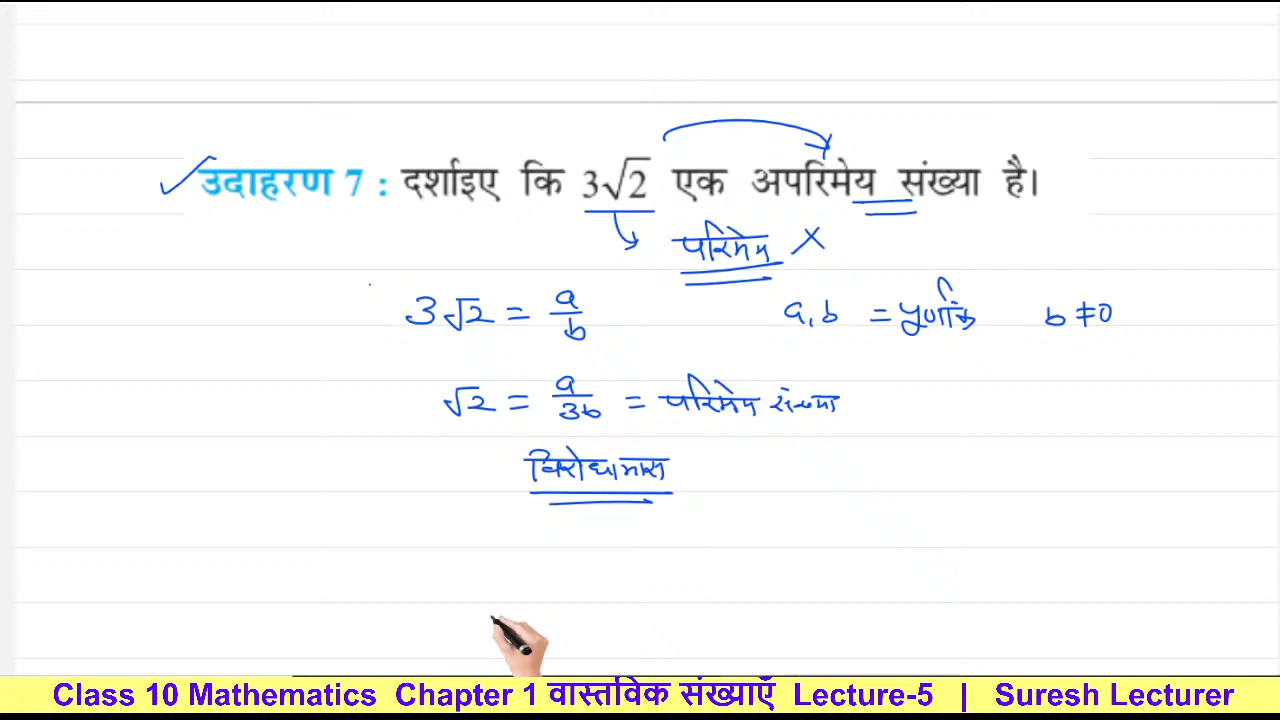 उदाहरण 7 : दर्शाइए कि 3√2 एक अपरिमेय संख्या है।
परिमेय ×
3√2 = a/b a, b = पूर्णांक b ≠ 0
√2 = a/3b = परिमेय संख्या
विरोधाभास
Class 10 Mathematics Chapter 1 वास्तविक संख्याएँ Lecture-5 | Suresh Lecturer